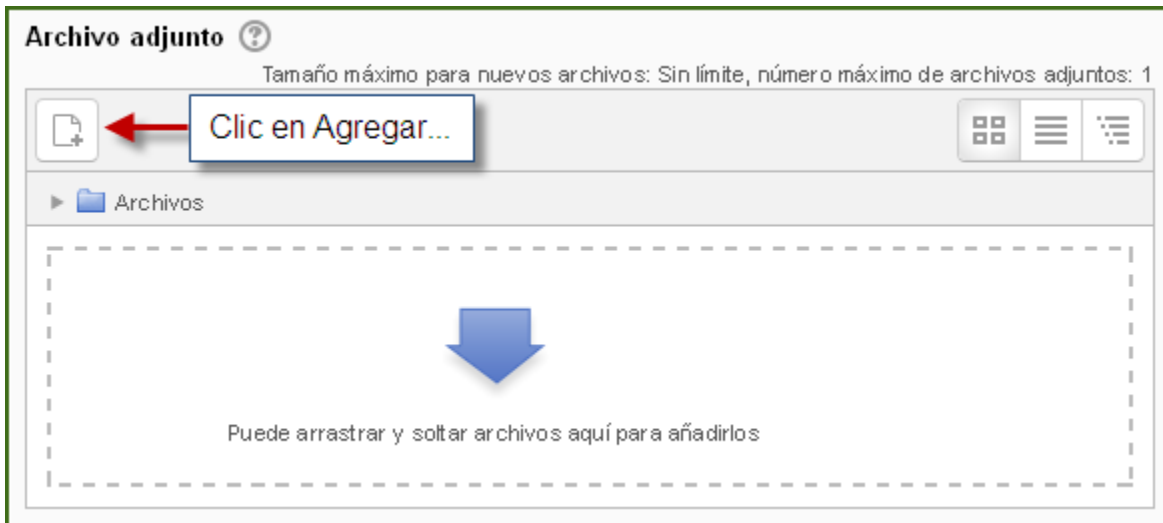 Archivo adjunto
Tamaño máximo para nuevos archivos: Sin límite, número máximo de archivos adjuntos: 1
Clic en Agregar...
Archivos
Puede arrastrar y soltar archivos aquí para añadirlos